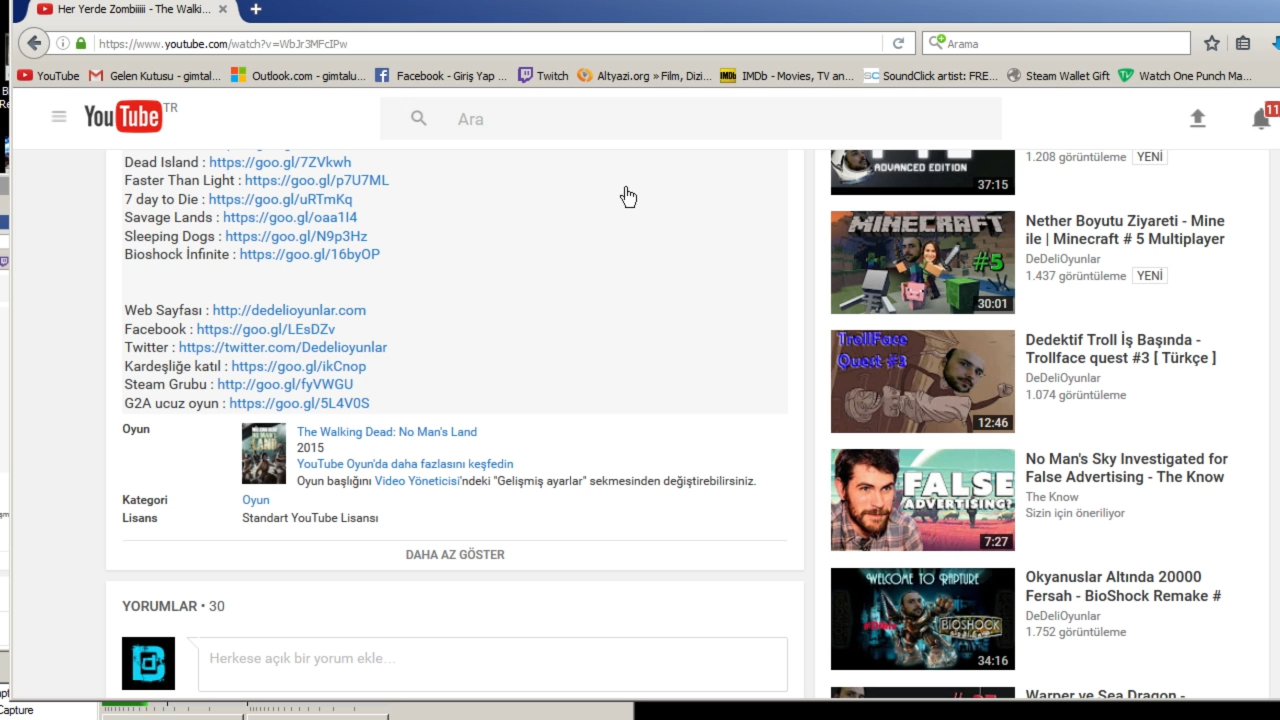 Her Yerde Zombiiiii - The Walki...
https://www.youtube.com/watch?v=WbJr3MFcIPw
Arama
YouTube
Gelen Kutusu - gimtal...
Outlook.com - gimtalu...
Facebook - Giriş Yap ...
Twitch
Altyazi.org » Film, Dizi...
IMDb - Movies, TV an...
SoundClick artist: FRE...
Steam Wallet Gift
Watch One Punch Ma...
YouTube TR
Ara
11
Dead Island : https://goo.gl/7ZVkwh
Faster Than Light : https://goo.gl/p7U7ML
7 day to Die : https://goo.gl/uRTmKq
Savage Lands : https://goo.gl/oaa1I4
Sleeping Dogs : https://goo.gl/N9p3Hz
Bioshock İnfinite : https://goo.gl/16byOP
Web Sayfası : http://dedelioyunlar.com
Facebook : https://goo.gl/LEsDZv
Twitter : https://twitter.com/Dedelioyunlar
Kardeşliğe katıl : https://goo.gl/ikCnop
Steam Grubu : http://goo.gl/fyVWGU
G2A ucuz oyun : https://goo.gl/5L4V0S
Oyun
The Walking Dead: No Man's Land
2015
YouTube Oyun'da daha fazlasını keşfedin
Oyun başlığını Video Yöneticisi'ndeki "Gelişmiş ayarlar" sekmesinden değiştirebilirsiniz.
Kategori
Oyun
Lisans
Standart YouTube Lisansı
DAHA AZ GÖSTER
YORUMLAR • 30
Herkese açık bir yorum ekle...
ADVANCED EDITION
37:15
1.208 görüntüleme YENİ
MINECRAFT
#5
30:01
Nether Boyutu Ziyareti - Mine
ile | Minecraft # 5 Multiplayer
DeDeliOyunlar
1.437 görüntüleme YENİ
TrollFace
Quest #3
12:46
Dedektif Troll İş Başında -
Trollface quest #3 [ Türkçe ]
DeDeliOyunlar
1.074 görüntüleme
FALSE
ADVERTISING?
7:27
No Man's Sky Investigated for
False Advertising - The Know
The Know
Sizin için öneriliyor
WELCOME TO RAPTURE
BIOSHOCK
34:16
Okyanuslar Altında 20000
Fersah - BioShock Remake #
DeDeliOyunlar
1.752 görüntüleme
Warper ve Sea Dragon -
Capture